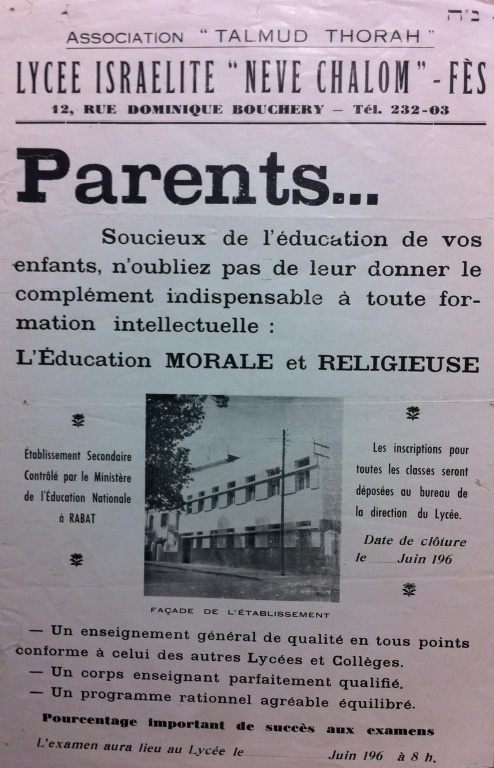 ב״ה
ASSOCIATION " TALMUD THORAH "
LYCEE ISRAELITE "NEVE CHALOM" - FÈS
12, RUE DOMINIQUE BOUCHERY — Tél. 232-03
Parents...
Soucieux de l'éducation de vos
enfants, n'oubliez pas de leur donner le
complément indispensable à toute for-
mation intellectuelle :
L'Éducation MORALE et RELIGIEUSE
Établissement Secondaire
Contrôlé par le Ministère
de l'Éducation Nationale
à RABAT
Les inscriptions pour
toutes les classes seront
déposées au bureau de
la direction du Lycée.
Date de clôture
le ...... Juin 196
FAÇADE DE L'ÉTABLISSEMENT
— Un enseignement général de qualité en tous points
conforme à celui des autres Lycées et Collèges.
— Un corps enseignant parfaitement qualifié.
— Un programme rationnel agréable équilibré.
Pourcentage important de succès aux examens
L'examen aura lieu au Lycée le ............ Juin 196 à 8 h.